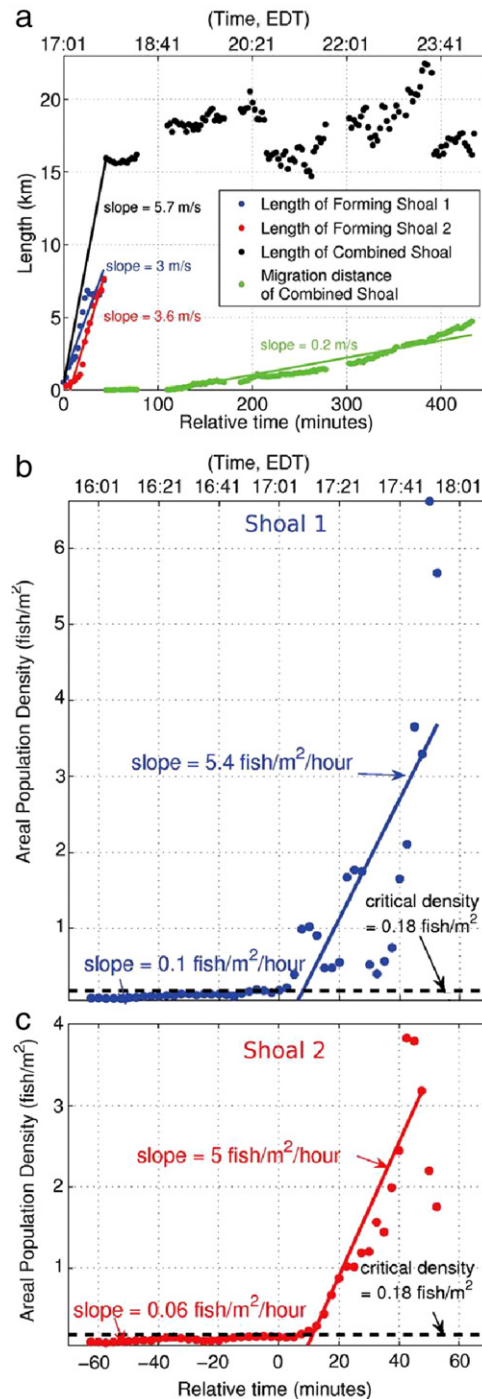 a
(Time, EDT)
17:01 18:41 20:21 22:01 23:41
20
15
10
5
0
Length (km)
slope = 5.7 m/s
slope = 3 m/s
slope = 3.6 m/s
slope = 0.2 m/s
Length of Forming Shoal 1
Length of Forming Shoal 2
Length of Combined Shoal
Migration distance
of Combined Shoal
0 100 200 300 400
Relative time (minutes)
b
(Time, EDT)
16:01 16:21 16:41 17:01 17:21 17:41 18:01
Shoal 1
6
5
4
3
2
1
Areal Population Density (fish/m²)
slope = 5.4 fish/m²/hour
critical density
= 0.18 fish/m²
slope = 0.1 fish/m²/hour
c
Shoal 2
4
3
2
1
Areal Population Density (fish/m²)
slope = 5 fish/m²/hour
critical density
= 0.18 fish/m²
slope = 0.06 fish/m²/hour
−60 −40 −20 0 20 40 60
Relative time (minutes)